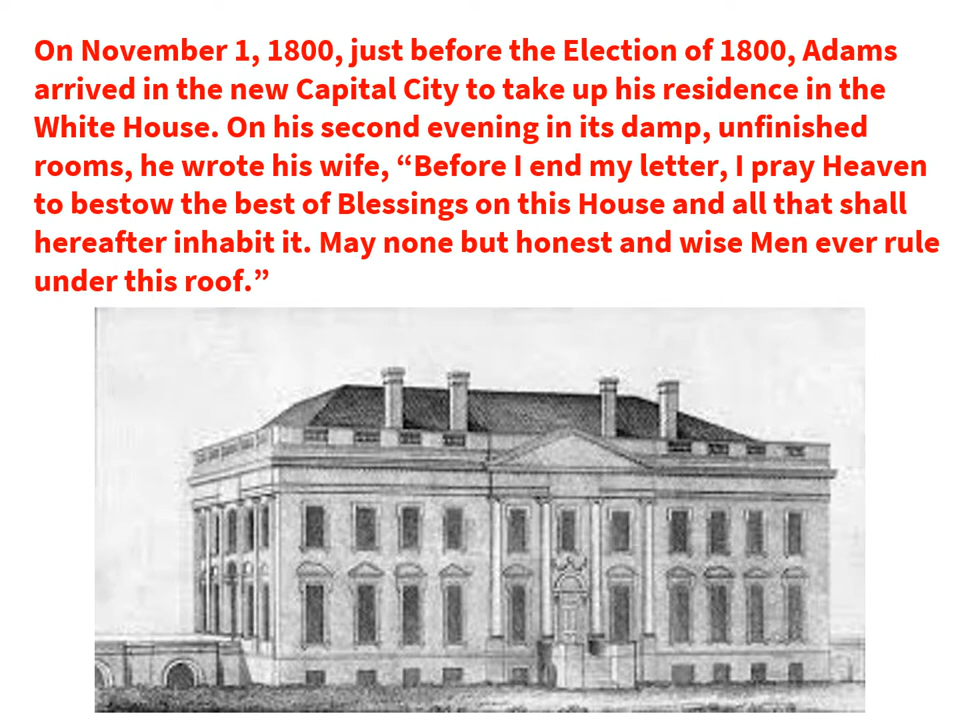 On November 1, 1800, just before the Election of 1800, Adams
arrived in the new Capital City to take up his residence in the
White House. On his second evening in its damp, unfinished
rooms, he wrote his wife, “Before I end my letter, I pray Heaven
to bestow the best of Blessings on this House and all that shall
hereafter inhabit it. May none but honest and wise Men ever rule
under this roof.”